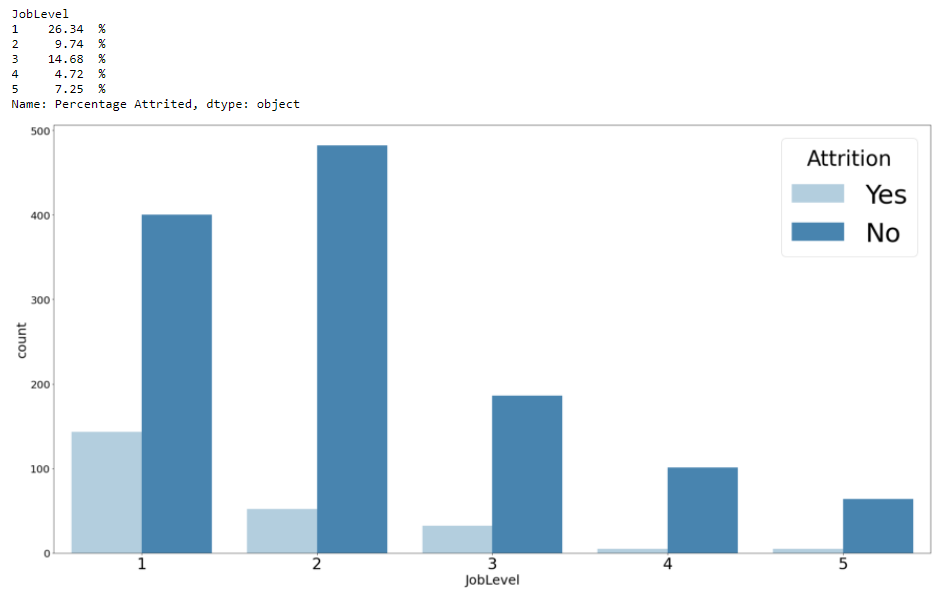 JobLevel
1    26.34  %
2     9.74  %
3    14.68  %
4     4.72  %
5     7.25  %
Name: Percentage Attrited, dtype: object
500
400
300
200
100
0
count
Attrition
Yes
No
1 2 3 4 5
JobLevel